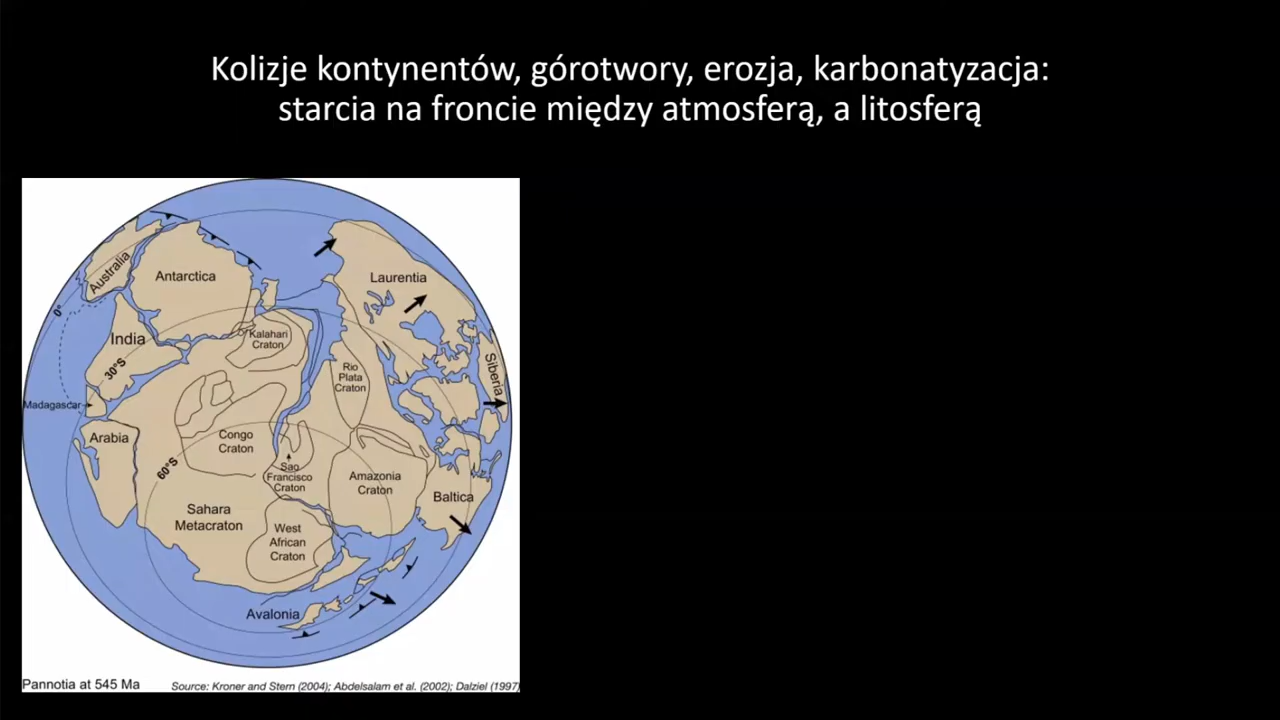 Kolizje kontynentów, górotwory, erozja, karbonatyzacja:
starcia na froncie między atmosferą, a litosferą
Australia
Antarctica
Laurentia
0°
India
Kalahari
Craton
30°S
Rio
Plata
Craton
Siberia
Madagascar
Arabia
Congo
Craton
60°S
Sao
Francisco
Craton
Amazonia
Craton
Baltica
Sahara
Metacraton
West
African
Craton
Avalonia
Pannotia at 545 Ma
Source: Kroner and Stern (2004); Abdelsalam et al. (2002); Dalziel (1997)